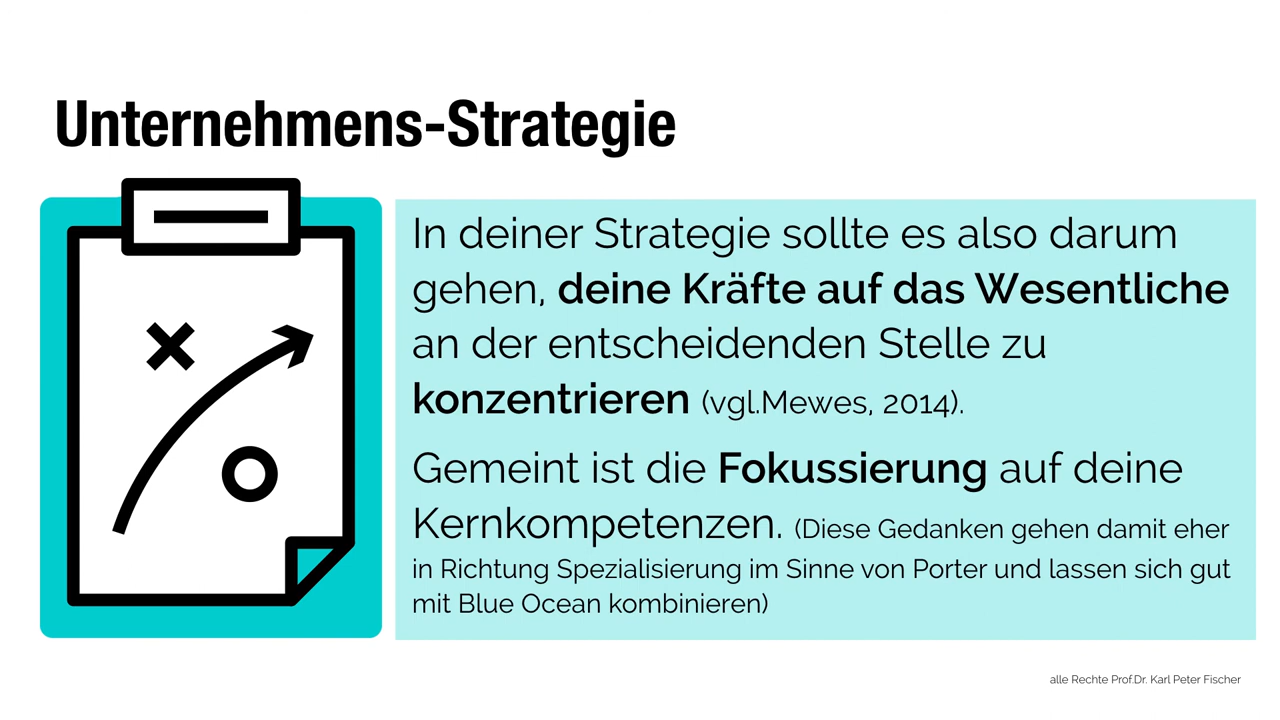 Unternehmens-Strategie
In deiner Strategie sollte es also darum
gehen, deine Kräfte auf das Wesentliche
an der entscheidenden Stelle zu
konzentrieren (vgl.Mewes, 2014).
Gemeint ist die Fokussierung auf deine
Kernkompetenzen. (Diese Gedanken gehen damit eher
in Richtung Spezialisierung im Sinne von Porter und lassen sich gut
mit Blue Ocean kombinieren)
alle Rechte Prof.Dr. Karl Peter Fischer